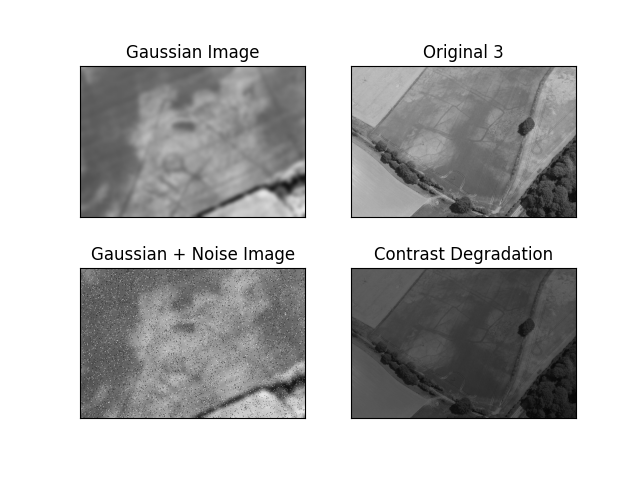 Gaussian Image
Original 3
Gaussian + Noise Image
Contrast Degradation